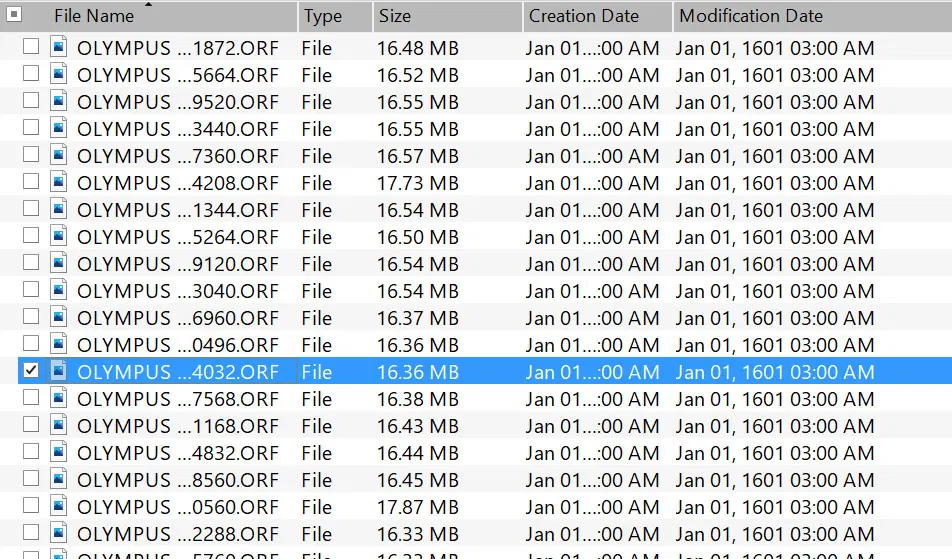 File Name Type Size Creation Date Modification Date
OLYMPUS ...1872.ORF File 16.48 MB Jan 01...:00 AM Jan 01, 1601 03:00 AM
OLYMPUS ...5664.ORF File 16.52 MB Jan 01...:00 AM Jan 01, 1601 03:00 AM
OLYMPUS ...9520.ORF File 16.55 MB Jan 01...:00 AM Jan 01, 1601 03:00 AM
OLYMPUS ...3440.ORF File 16.55 MB Jan 01...:00 AM Jan 01, 1601 03:00 AM
OLYMPUS ...7360.ORF File 16.57 MB Jan 01...:00 AM Jan 01, 1601 03:00 AM
OLYMPUS ...4208.ORF File 17.73 MB Jan 01...:00 AM Jan 01, 1601 03:00 AM
OLYMPUS ...1344.ORF File 16.54 MB Jan 01...:00 AM Jan 01, 1601 03:00 AM
OLYMPUS ...5264.ORF File 16.50 MB Jan 01...:00 AM Jan 01, 1601 03:00 AM
OLYMPUS ...9120.ORF File 16.54 MB Jan 01...:00 AM Jan 01, 1601 03:00 AM
OLYMPUS ...3040.ORF File 16.54 MB Jan 01...:00 AM Jan 01, 1601 03:00 AM
OLYMPUS ...6960.ORF File 16.37 MB Jan 01...:00 AM Jan 01, 1601 03:00 AM
OLYMPUS ...0496.ORF File 16.36 MB Jan 01...:00 AM Jan 01, 1601 03:00 AM
OLYMPUS ...4032.ORF File 16.36 MB Jan 01...:00 AM Jan 01, 1601 03:00 AM
OLYMPUS ...7568.ORF File 16.38 MB Jan 01...:00 AM Jan 01, 1601 03:00 AM
OLYMPUS ...1168.ORF File 16.43 MB Jan 01...:00 AM Jan 01, 1601 03:00 AM
OLYMPUS ...4832.ORF File 16.44 MB Jan 01...:00 AM Jan 01, 1601 03:00 AM
OLYMPUS ...8560.ORF File 16.45 MB Jan 01...:00 AM Jan 01, 1601 03:00 AM
OLYMPUS ...0560.ORF File 17.87 MB Jan 01...:00 AM Jan 01, 1601 03:00 AM
OLYMPUS ...2288.ORF File 16.33 MB Jan 01...:00 AM Jan 01, 1601 03:00 AM